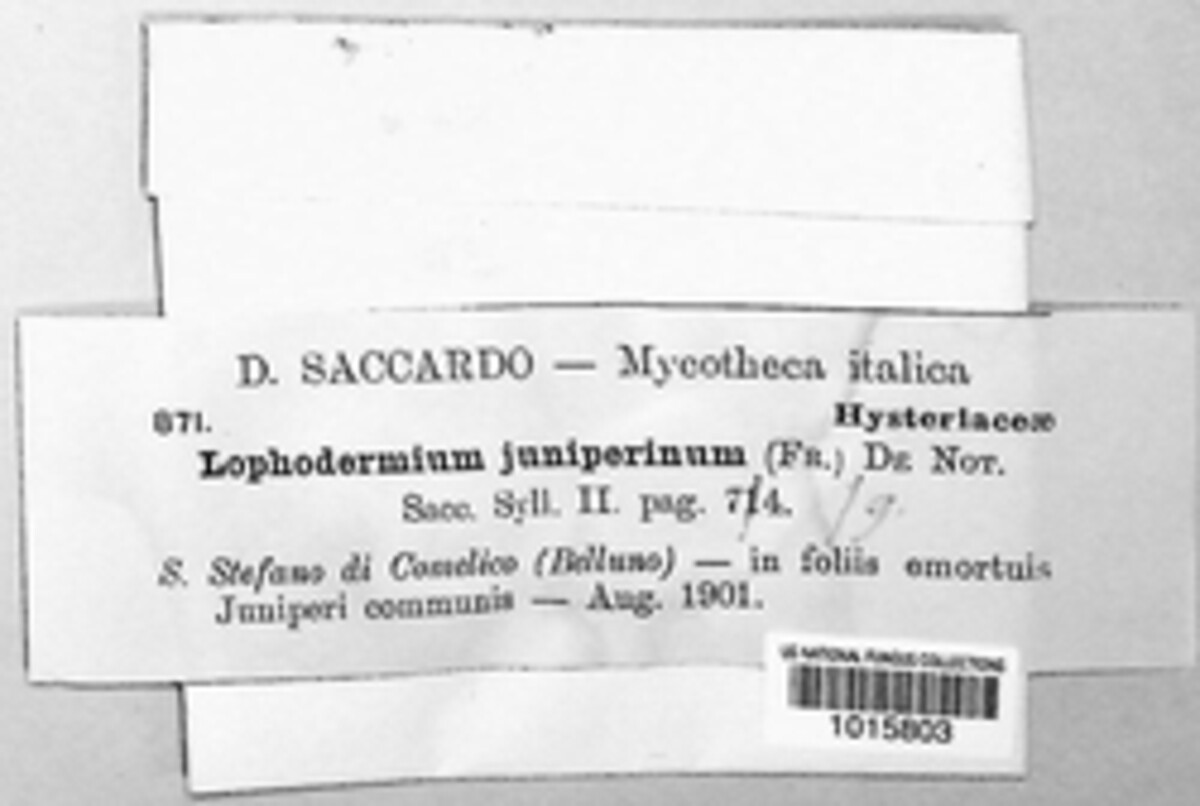 D. SACCARDO — Mycotheca italica
871.
Hysteriaceæ
Lophodermium juniperinum (FR.) DE NOT.
Sacc. Syll. II. pag. 714. / 9.
S. Stefano di Comelico (Belluno) — in foliis emortuis
Juniperi communis — Aug. 1901.
US NATIONAL FUNGUS COLLECTIONS
1015803